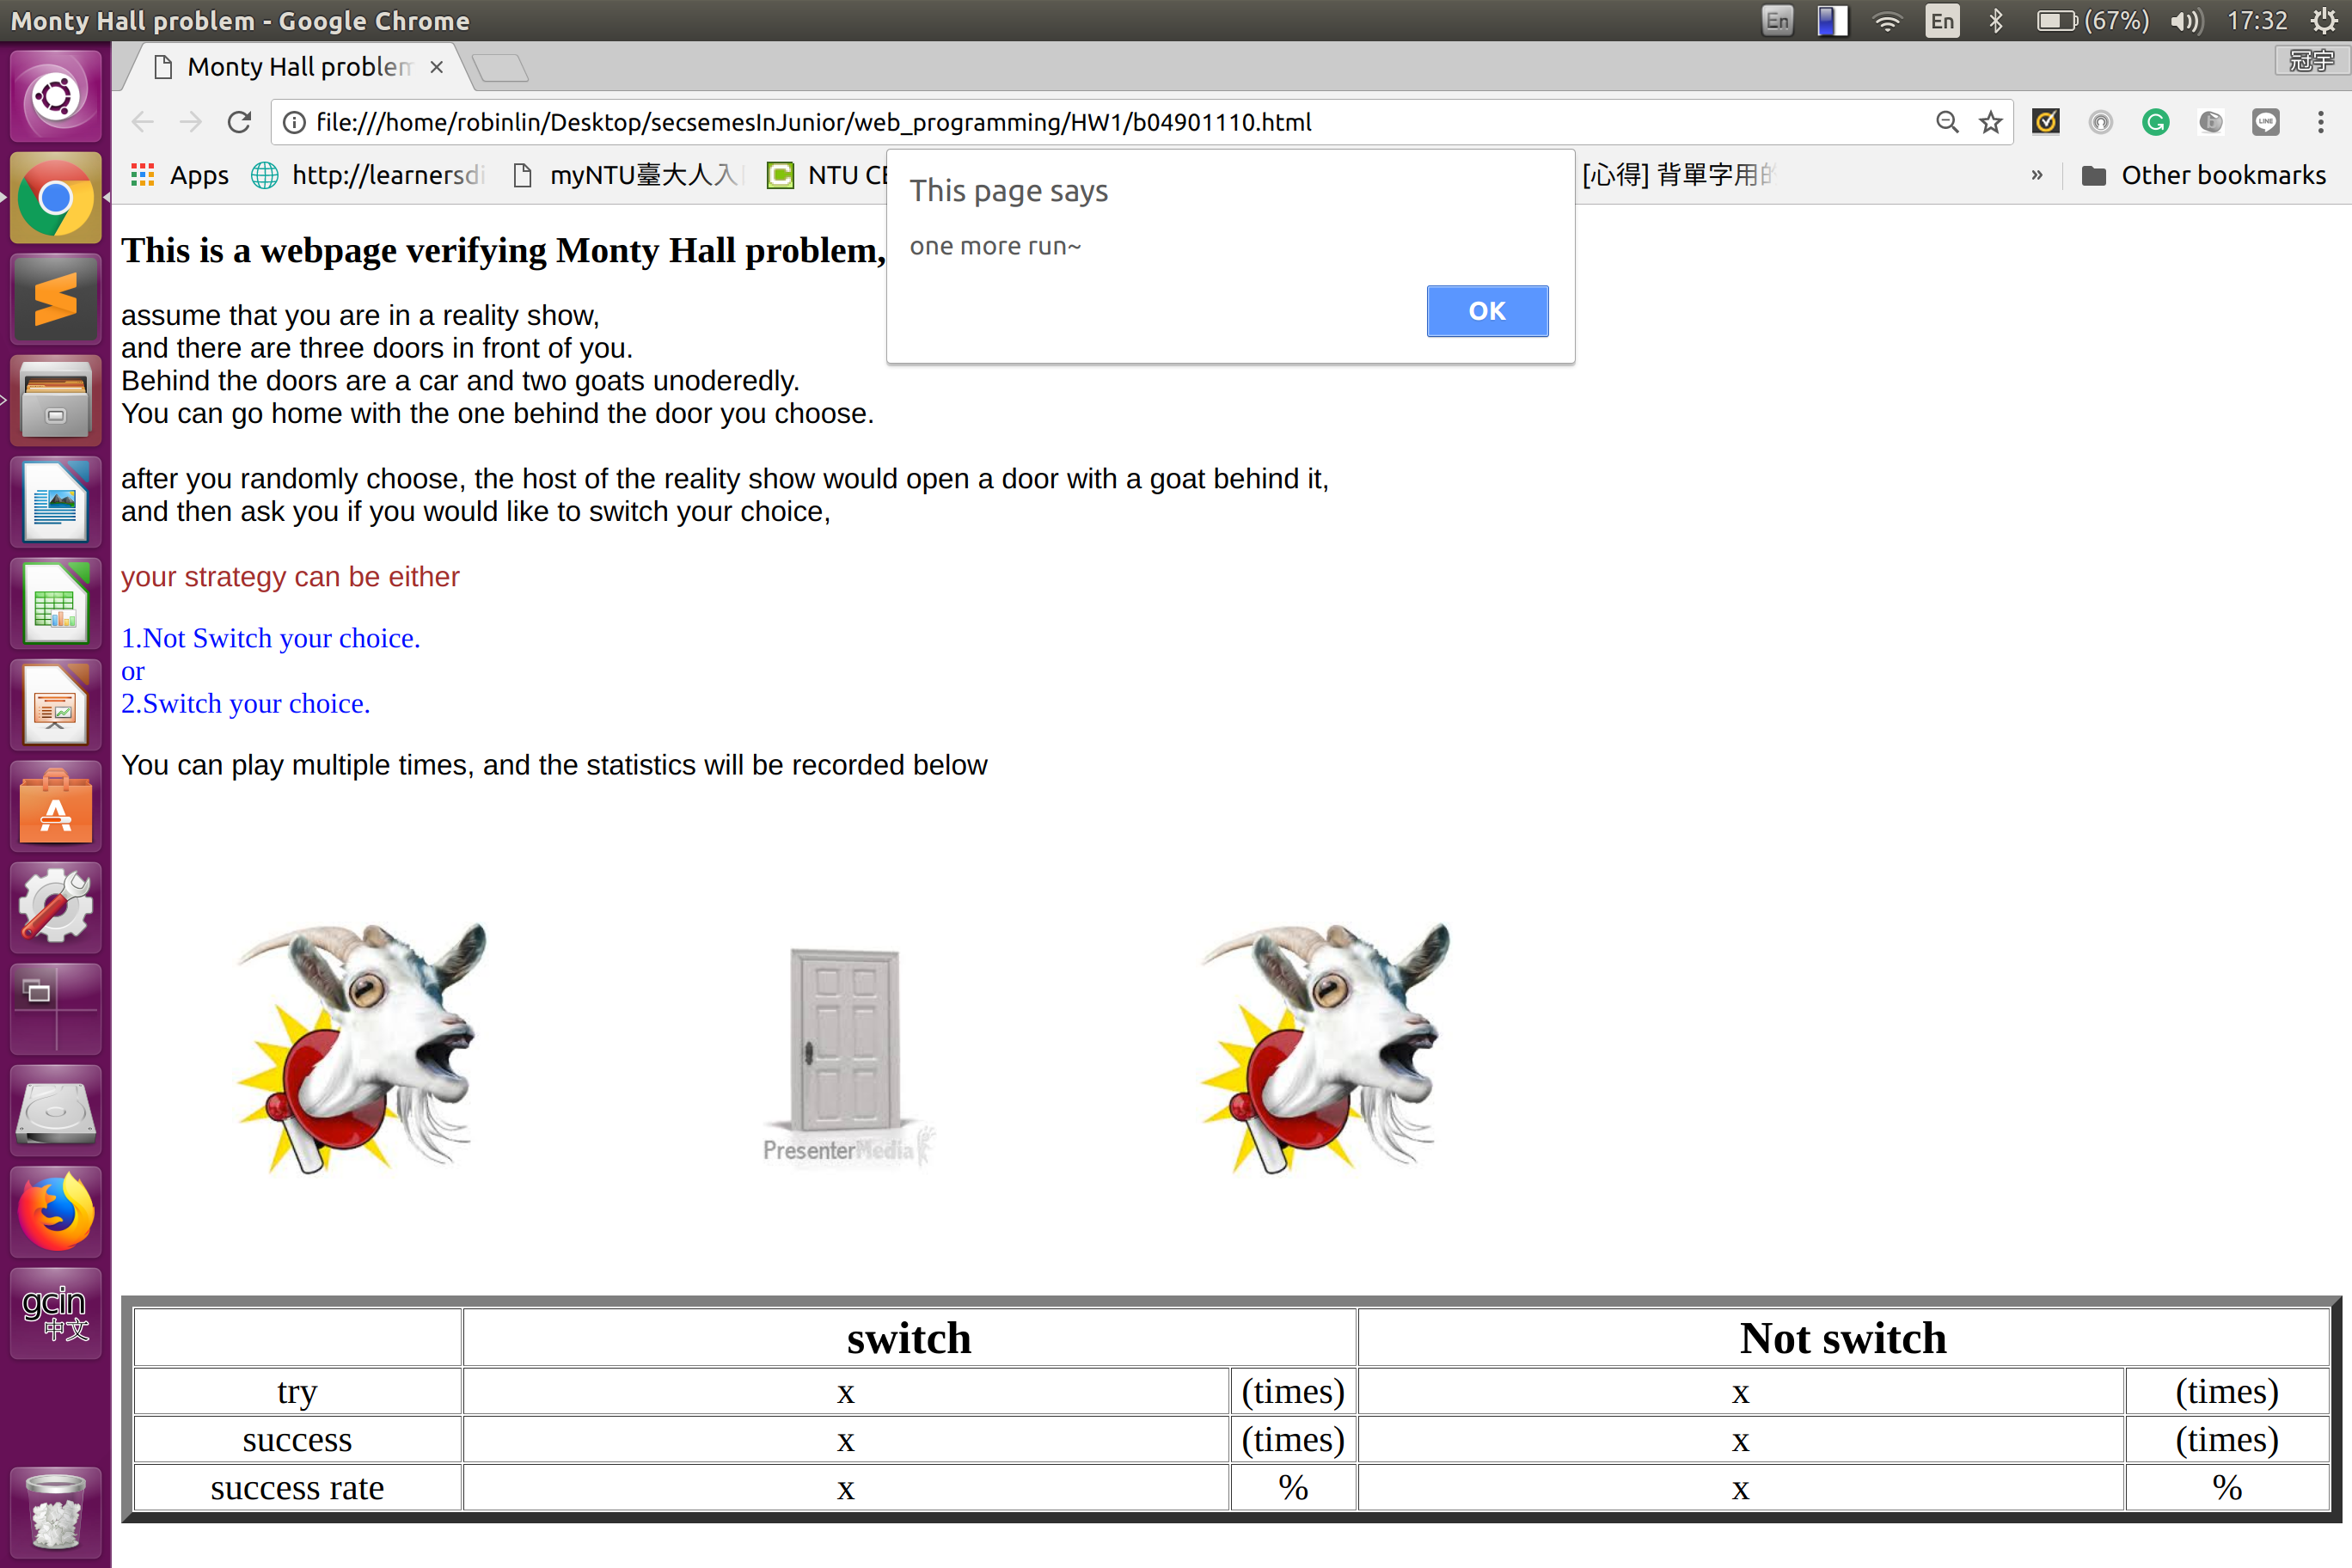 Monty Hall problem - Google Chrome
En
En
(67%)
17:32
Monty Hall problem
冠宇
file:///home/robinlin/Desktop/secsemesInJunior/web_programming/HW1/b04901110.html
Apps
http://learnersdi
myNTU臺大人入
NTU CE
[心得] 背單字用的
»
Other bookmarks
This page says
one more run~
OK
This is a webpage verifying Monty Hall problem,
assume that you are in a reality show,
and there are three doors in front of you.
Behind the doors are a car and two goats unoderedly.
You can go home with the one behind the door you choose.
after you randomly choose, the host of the reality show would open a door with a goat behind it,
and then ask you if you would like to switch your choice,
your strategy can be either
1.Not Switch your choice.
or
2.Switch your choice.
You can play multiple times, and the statistics will be recorded below
PresenterMedia
switch Not switch
try x (times) x (times)
success x (times) x (times)
success rate x % x %
gcin
中文
LINE